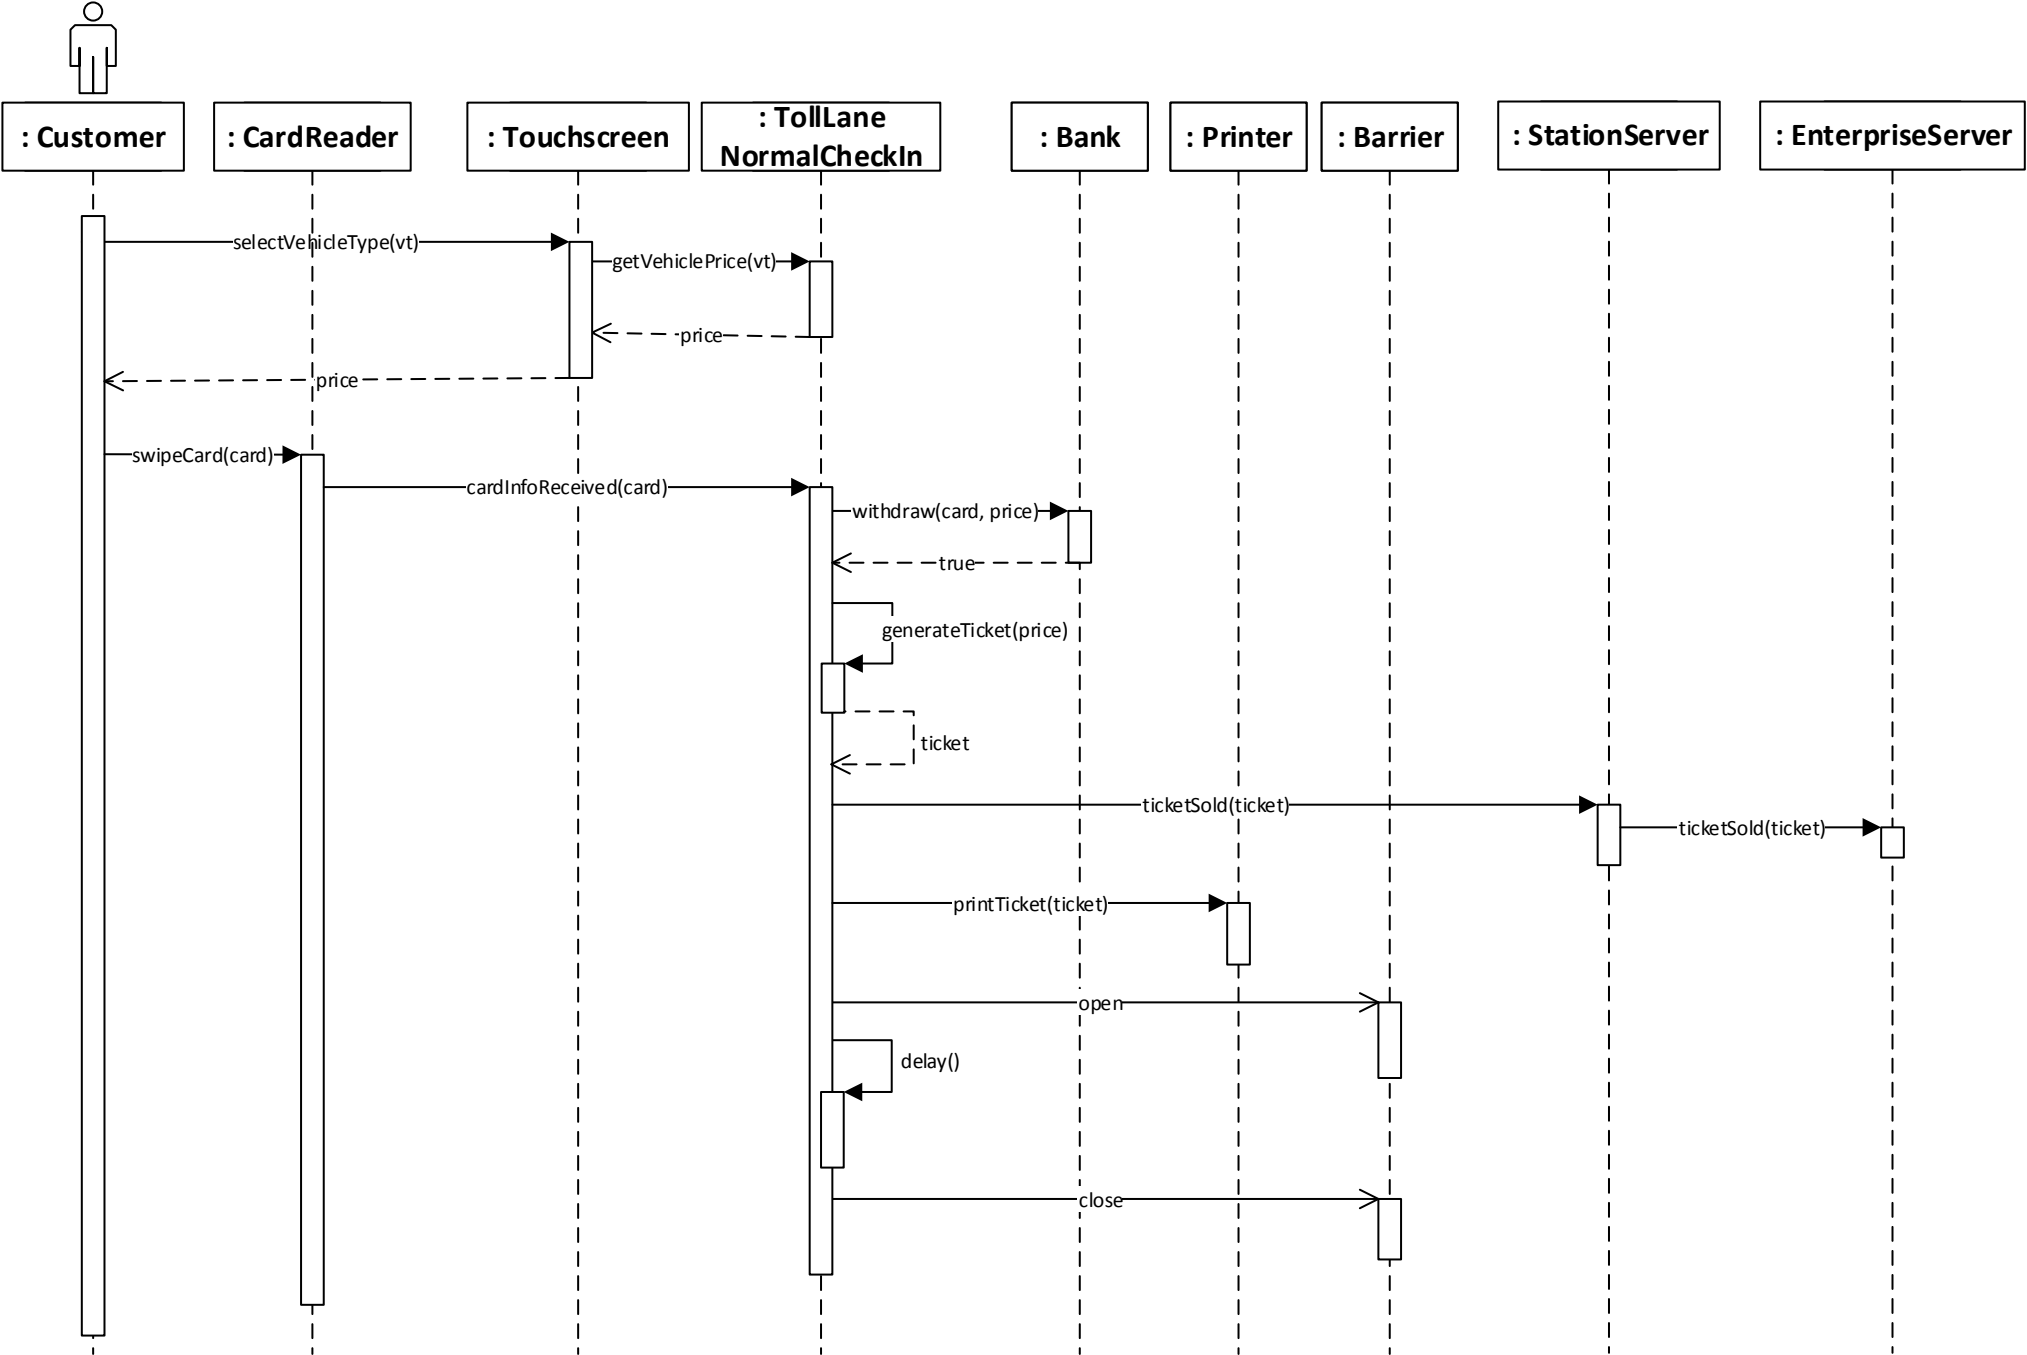 : Customer
: CardReader
: Touchscreen
: TollLane
NormalCheckIn
: Bank
: Printer
: Barrier
: StationServer
: EnterpriseServer
selectVehicleType(vt)
getVehiclePrice(vt)
price
price
swipeCard(card)
cardInfoReceived(card)
withdraw(card, price)
true
generateTicket(price)
ticket
ticketSold(ticket)
ticketSold(ticket)
printTicket(ticket)
open
delay()
close